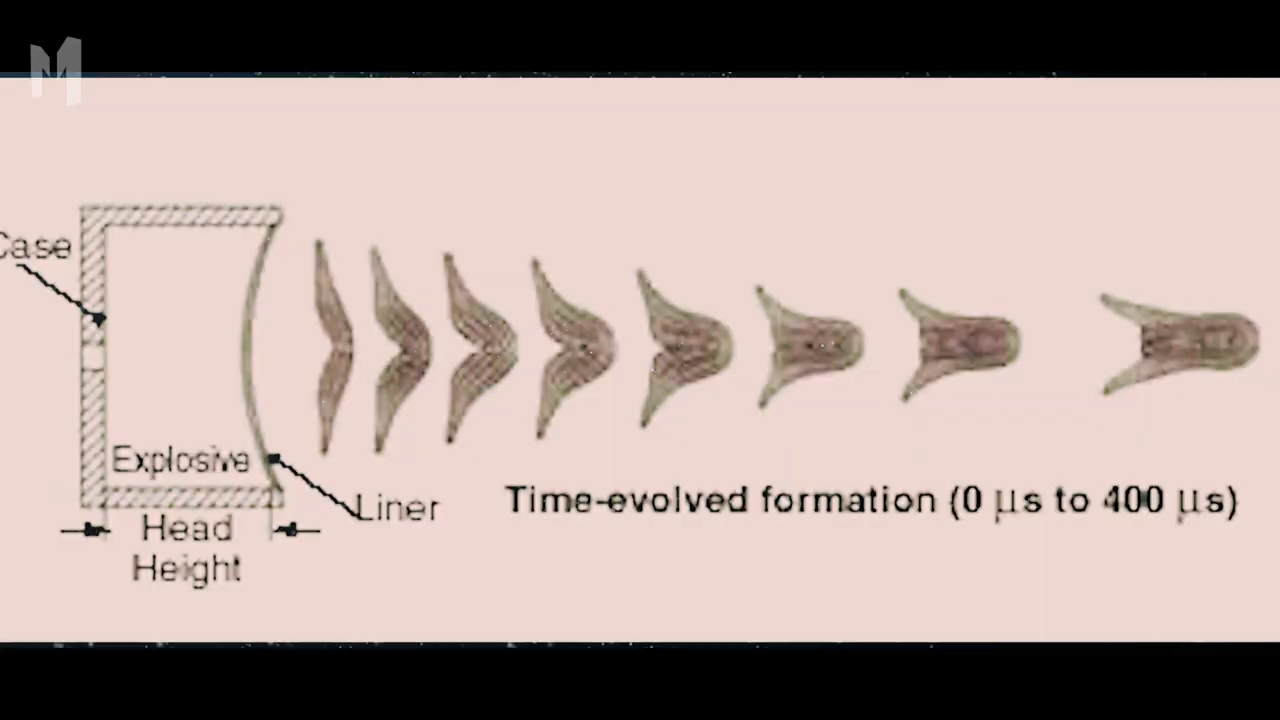 Case
Explosive
Liner
Head
Height
Time-evolved formation (0 µs to 400 µs)